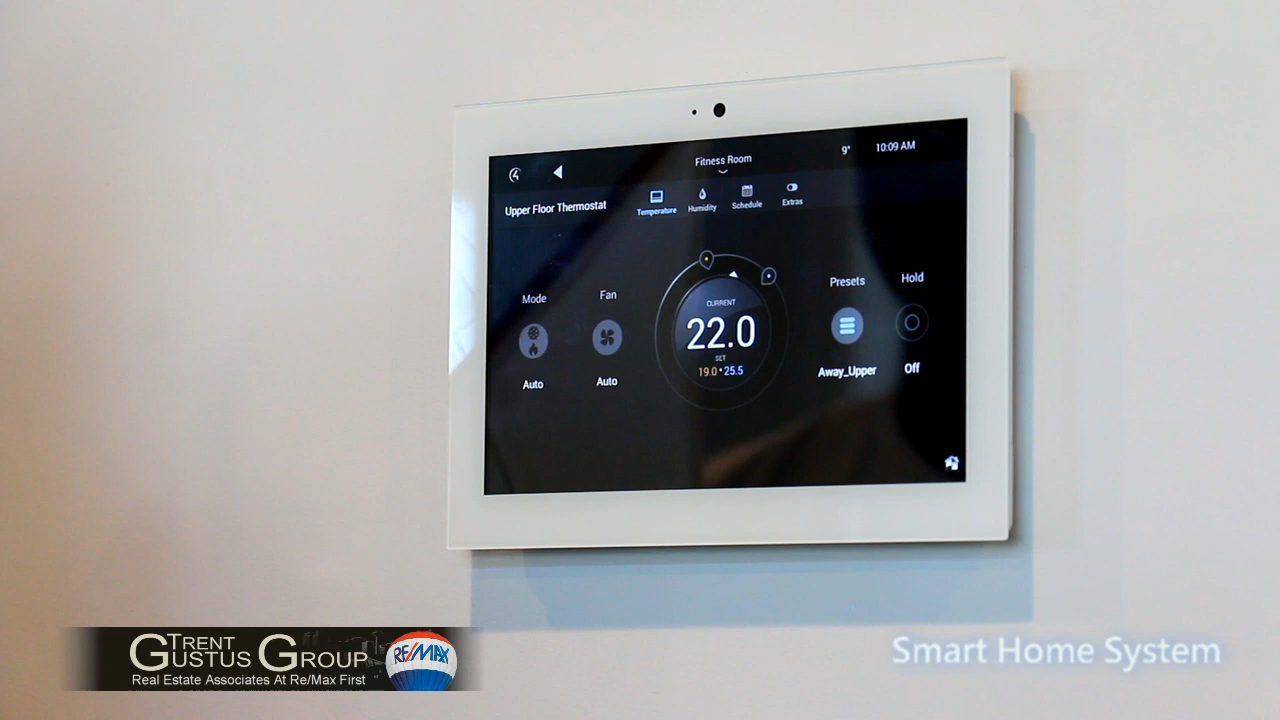 Fitness Room
9°
10:09 AM
Upper Floor Thermostat
Temperature
Humidity
Schedule
Extras
Mode
Fan
Presets
Hold
CURRENT
22.0
SET
19.0 • 25.5
Auto
Auto
Away_Upper
Off
TRENT
GUSTUS GROUP
Real Estate Associates At Re/Max First
RE/MAX
Smart Home System